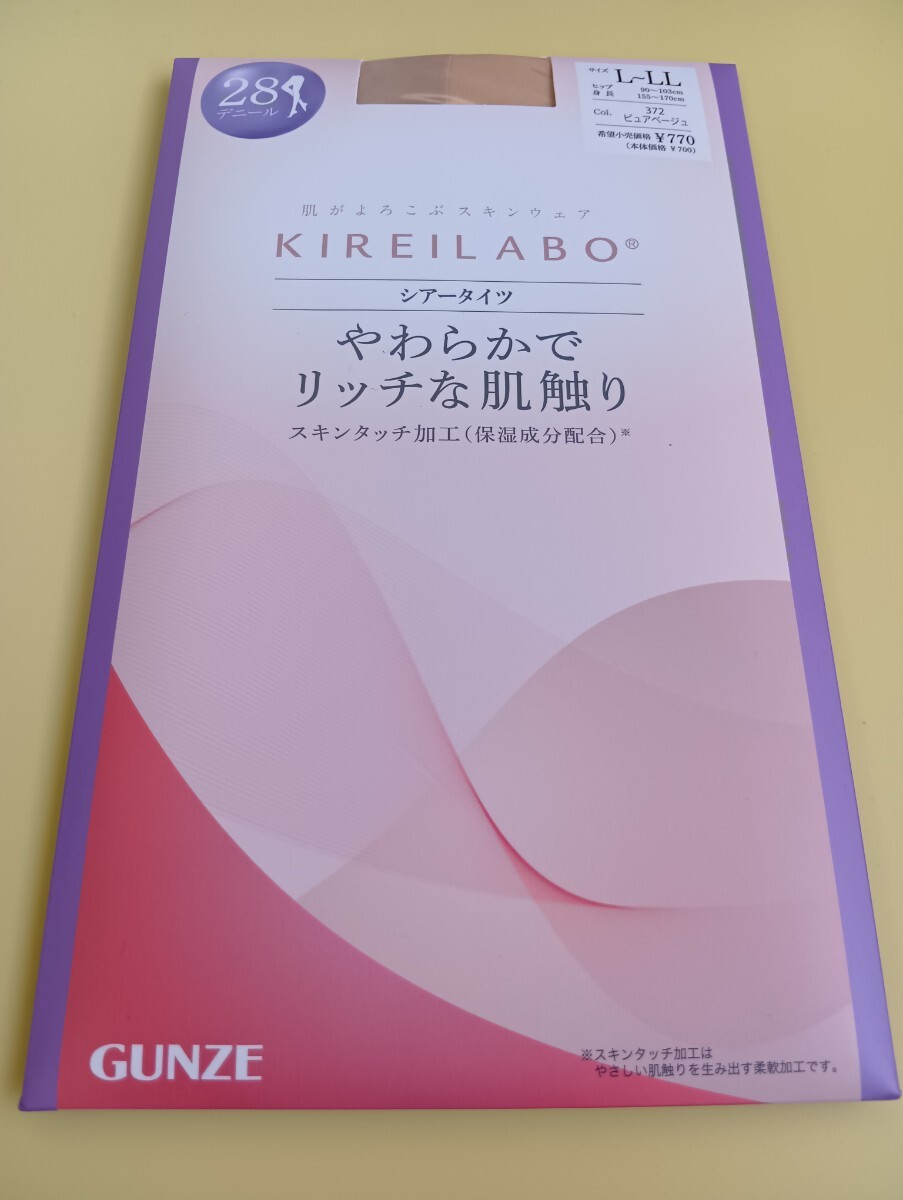 28
デニール
サイズ L~LL
ヒップ 90~103cm
身長 155~170cm
Col. 372
ピュアベージュ
希望小売価格 ¥770
(本体価格 ¥700)
肌がよろこぶスキンウェア
KIREILABO®
シアータイツ
やわらかで
リッチな肌触り
スキンタッチ加工(保湿成分配合)※
GUNZE
※スキンタッチ加工は
やさしい肌触りを生み出す柔軟加工です。